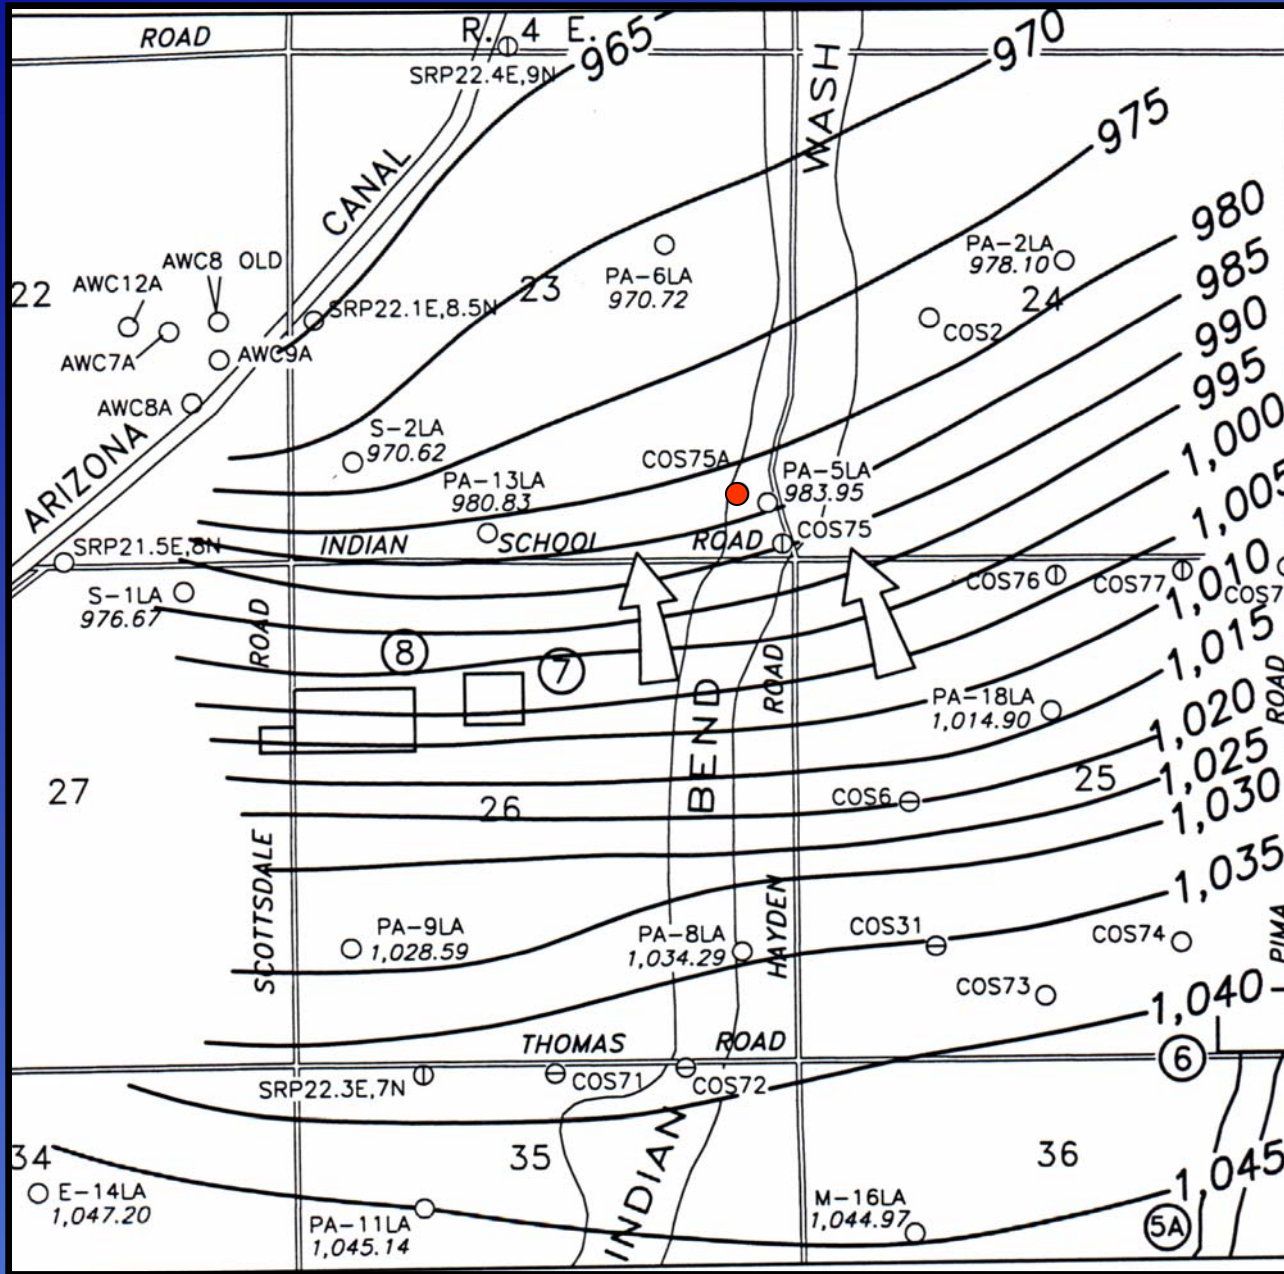 ROAD
R. 4 E.
SRP22.4E,9N
965
WASH
970
975
CANAL
980
985
990
995
1,000
1,005
1,010
1,015
1,020
1,025
1,030
1,035
1,040
1,045
22
AWC12A
AWC8 OLD
AWC7A
AWC9A
AWC8A
SRP22.1E,8.5N
23
PA-6LA
970.72
PA-2LA
978.10
24
COS2
ARIZONA
S-2LA
970.62
PA-13LA
980.83
COS75A
PA-5LA
983.95
COS75
SRP21.5E,8N
INDIAN SCHOOL ROAD
S-1LA
976.67
COS76
COS77
COS7
ROAD
8
7
BEND
ROAD
PA-18LA
1,014.90
ROAD
27
26
COS6
25
SCOTTSDALE
PA-9LA
1,028.59
PA-8LA
1,034.29
HAYDEN
COS31
COS74
PIMA
COS73
THOMAS ROAD
6
SRP22.3E,7N
COS71
COS72
34
35
INDIAN
36
E-14LA
1,047.20
PA-11LA
1,045.14
M-16LA
1,044.97
5A